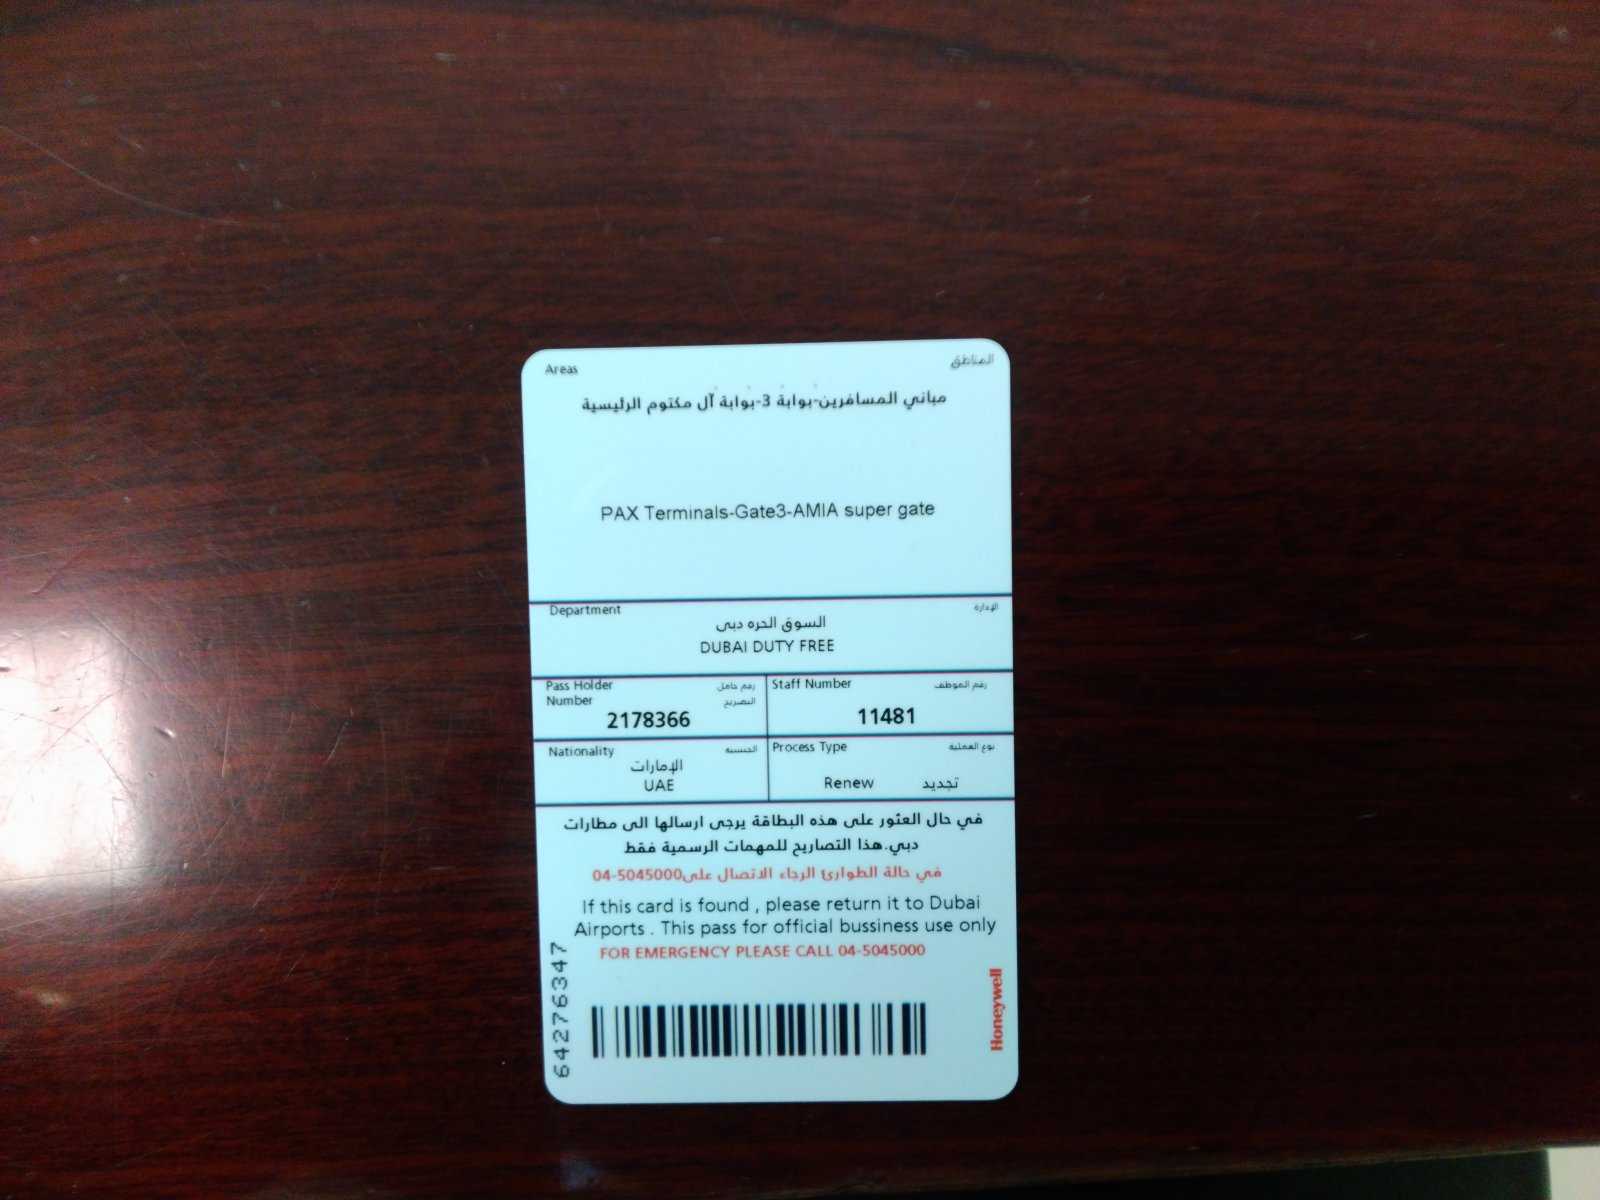 Areas المناطق
مباني المسافرين-بوابة 3-بوابة آل مكتوم الرئيسية
PAX Terminals-Gate3-AMIA super gate
Department الإدارة
السوق الحره دبى
DUBAI DUTY FREE
Pass Holder رقم حامل
Number التصريح
2178366
Staff Number رقم الموظف
11481
Nationality الجنسية
الإمارات
UAE
Process Type نوع العملية
Renew تجديد
في حال العثور على هذه البطاقة يرجى ارسالها الى مطارات
دبي.هذا التصاريح للمهمات الرسمية فقط
في حالة الطوارئ الرجاء الاتصال على04-5045000
If this card is found , please return it to Dubai
Airports . This pass for official bussiness use only
FOR EMERGENCY PLEASE CALL 04-5045000
64276347
Honeywell